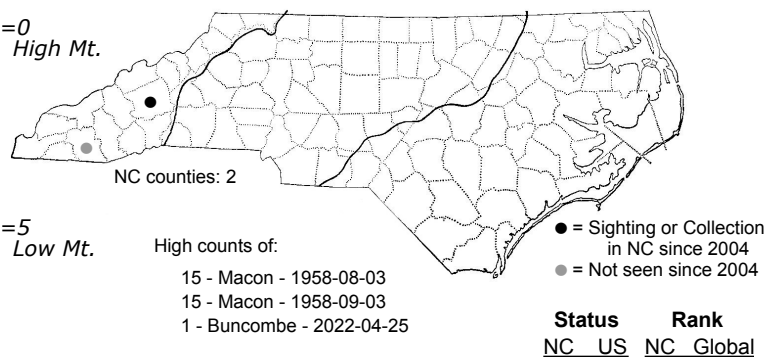 =0
High Mt.
NC counties: 2
=5
Low Mt.
High counts of:
15 - Macon - 1958-08-03
15 - Macon - 1958-09-03
1 - Buncombe - 2022-04-25
● = Sighting or Collection
in NC since 2004
● = Not seen since 2004
Status Rank
NC US NC Global